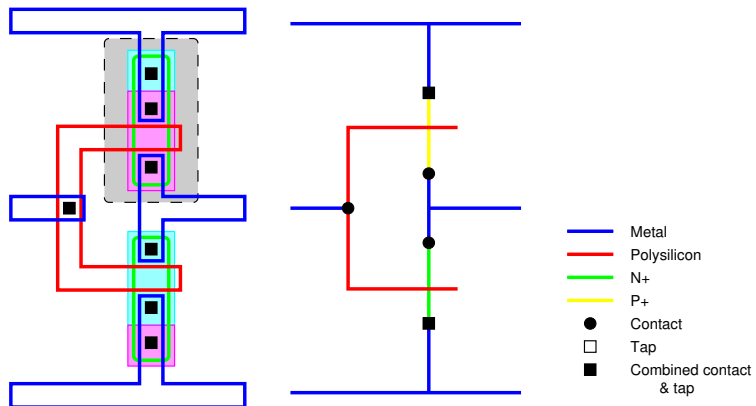 Metal
Polysilicon
N+
P+
Contact
Tap
Combined contact
& tap